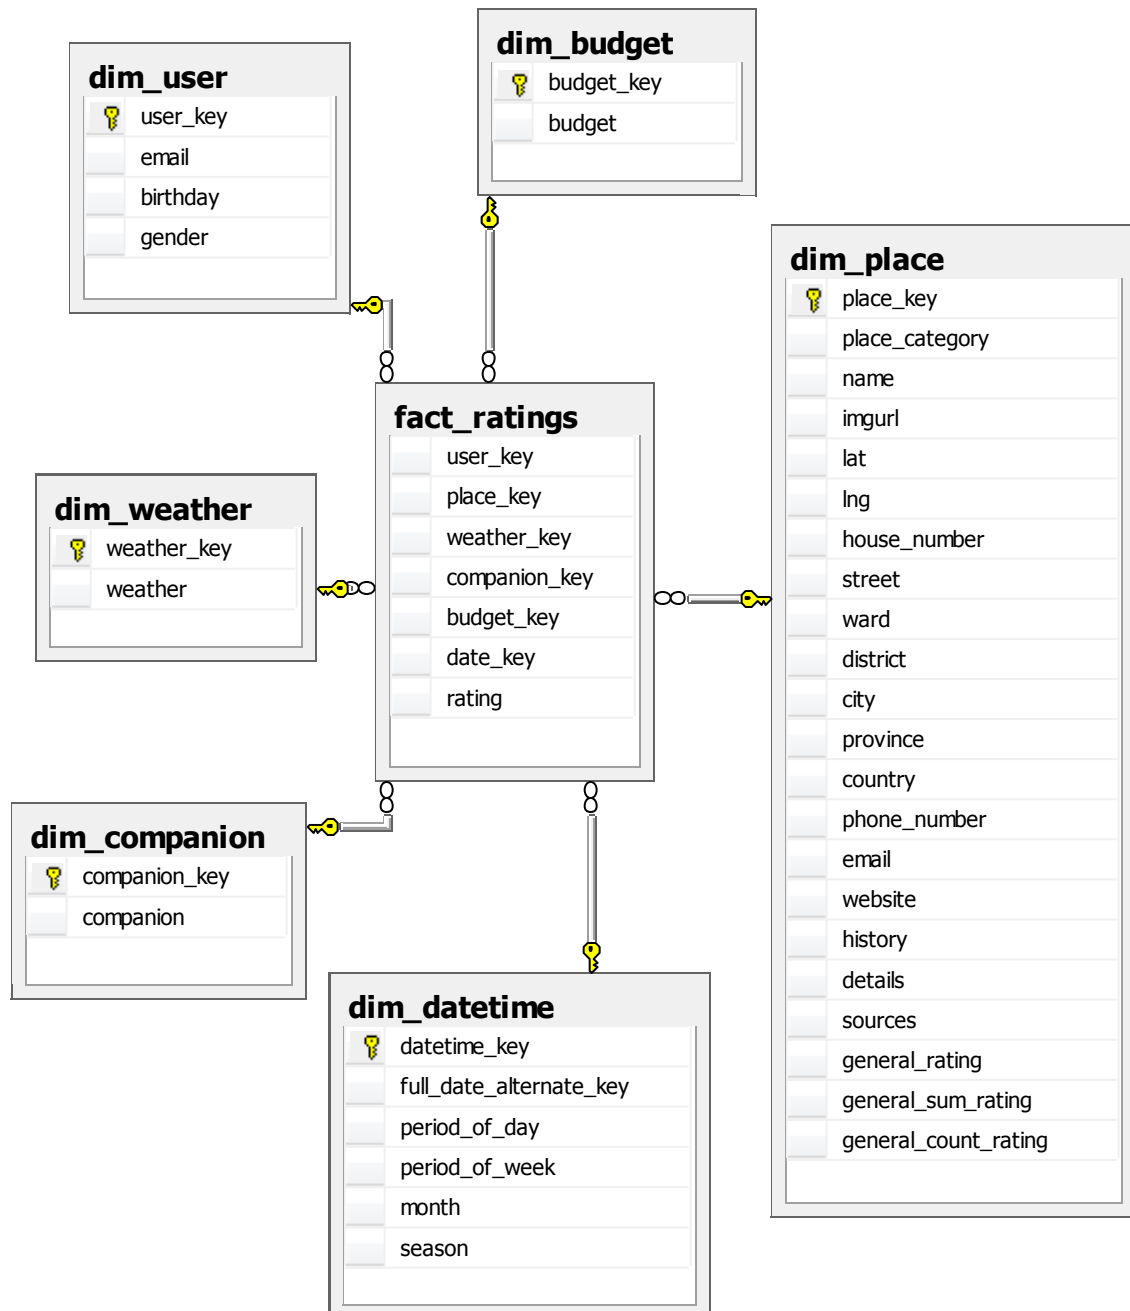 dim_user
user_key
email
birthday
gender
dim_budget
budget_key
budget
dim_place
place_key
place_category
name
imgurl
lat
lng
house_number
street
ward
district
city
province
country
phone_number
email
website
history
details
sources
general_rating
general_sum_rating
general_count_rating
fact_ratings
user_key
place_key
weather_key
companion_key
budget_key
date_key
rating
dim_weather
weather_key
weather
dim_companion
companion_key
companion
dim_datetime
datetime_key
full_date_alternate_key
period_of_day
period_of_week
month
season